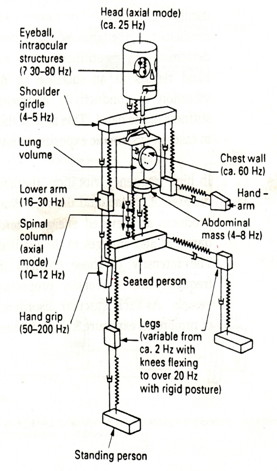 Head (axial mode)
(ca. 25 Hz)
Eyeball,
intraocular
structures
(? 30–80 Hz)
Shoulder
girdle
(4–5 Hz)
Lung
volume
Chest wall
(ca. 60 Hz)
Lower arm
(16–30 Hz)
Hand –
arm
Spinal
column
(axial
mode)
(10–12 Hz)
Abdominal
mass (4–8 Hz)
Seated person
Hand grip
(50–200 Hz)
Legs
(variable from
ca. 2 Hz with
knees flexing
to over 20 Hz
with rigid posture)
Standing person